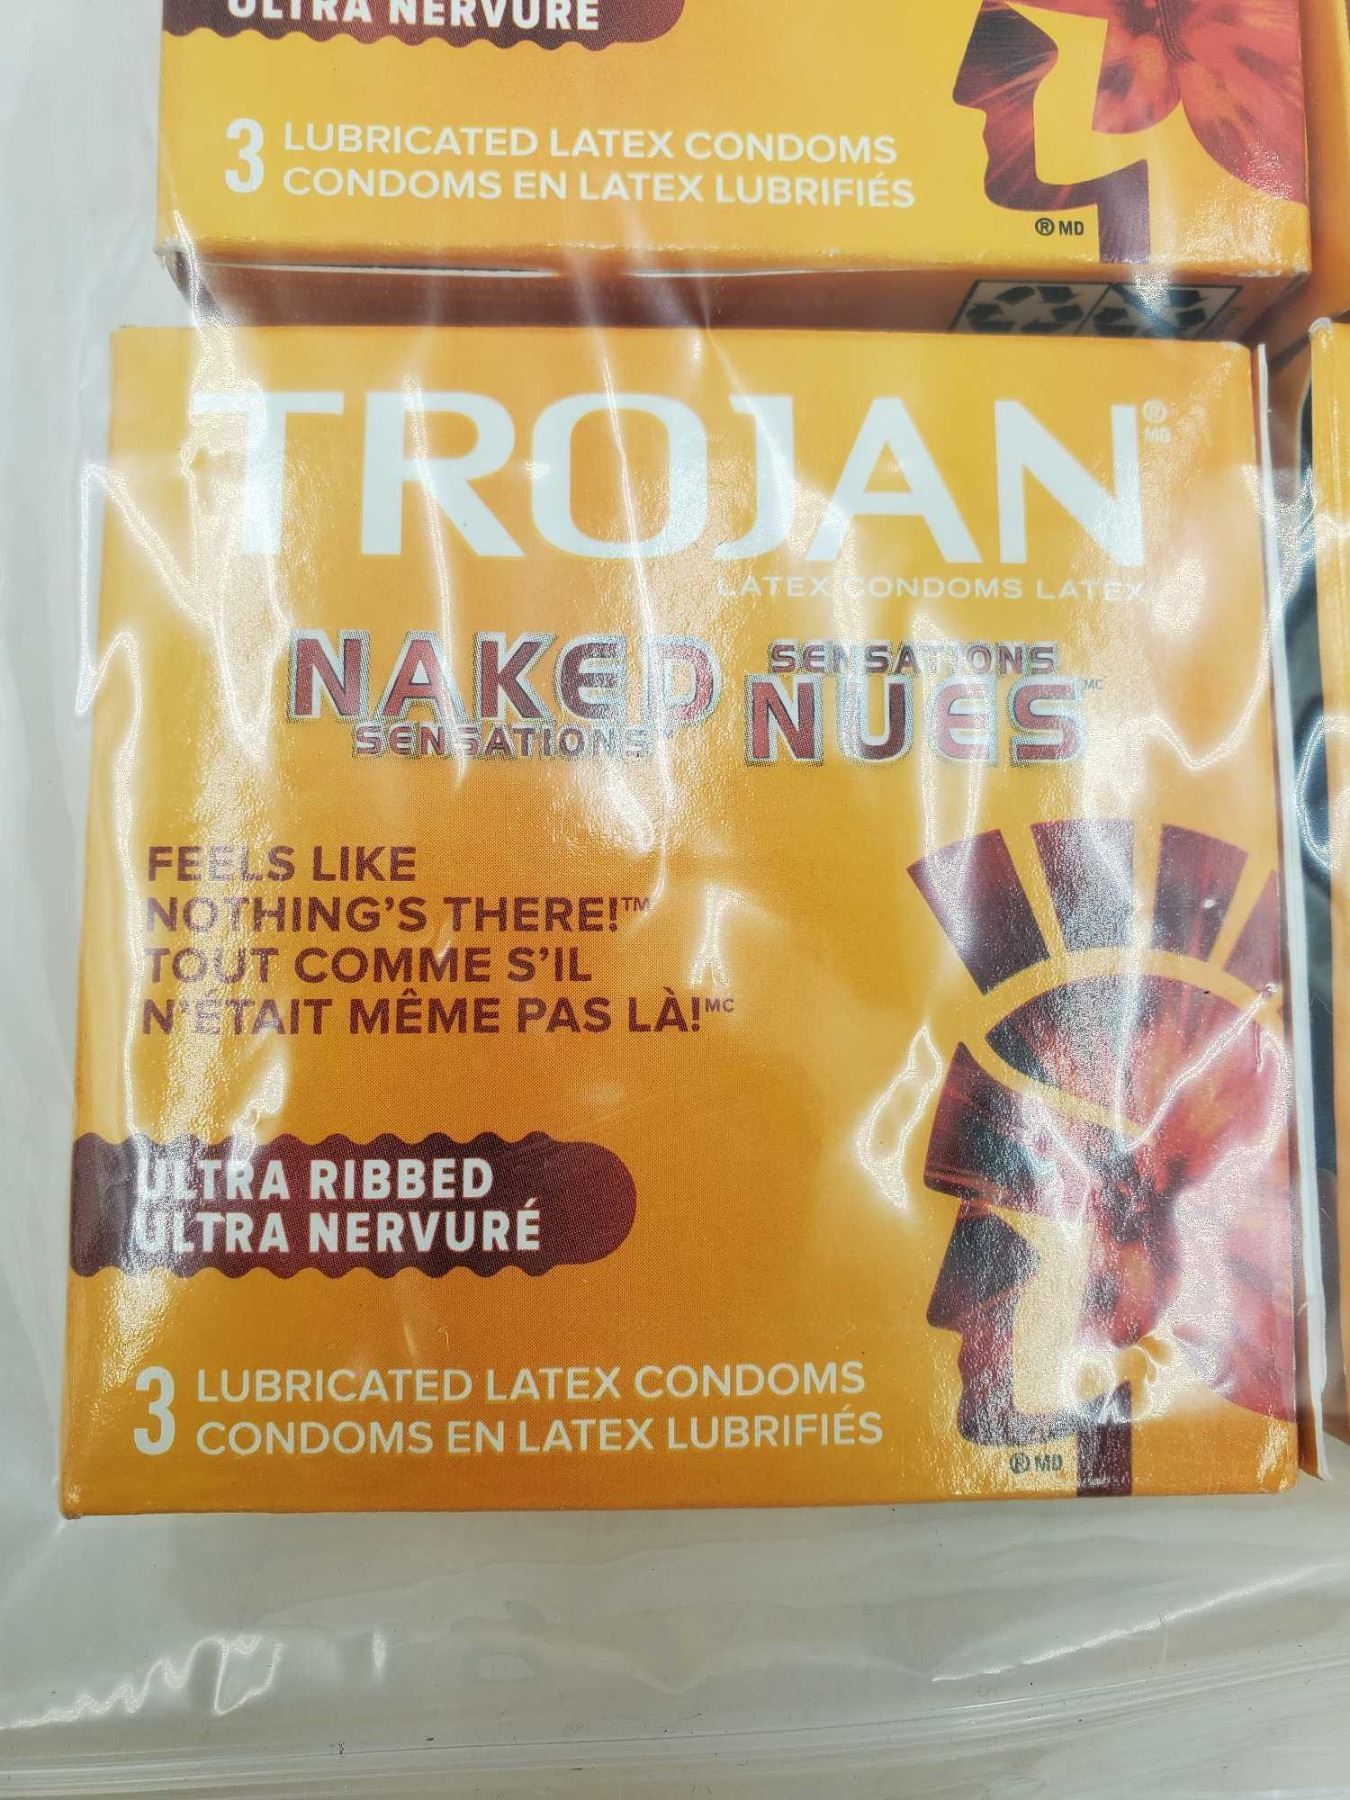 ULTRA NERVURÉ
3 LUBRICATED LATEX CONDOMS
CONDOMS EN LATEX LUBRIFIÉS
® MD
TROJAN ® MD
LATEX CONDOMS LATEX
NAKED SENSATIONS
SENSATIONS NUES MC
FEELS LIKE
NOTHING'S THERE!™
TOUT COMME S'IL
N'ÉTAIT MÊME PAS LÀ! MC
ULTRA RIBBED
ULTRA NERVURÉ
3 LUBRICATED LATEX CONDOMS
CONDOMS EN LATEX LUBRIFIÉS
® MD